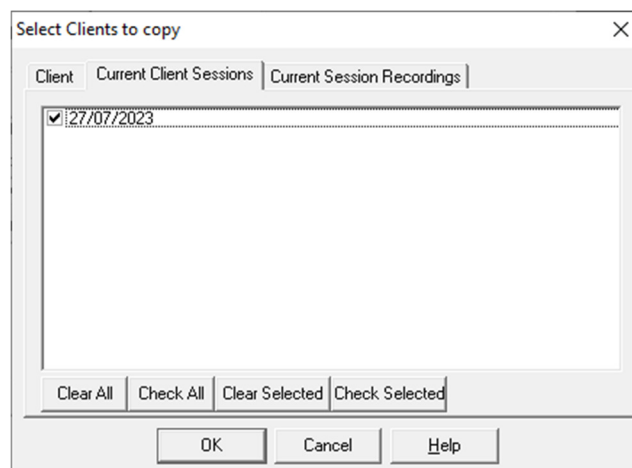 Select Clients to copy
Client Current Client Sessions Current Session Recordings
27/07/2023
Clear All Check All Clear Selected Check Selected
OK Cancel Help